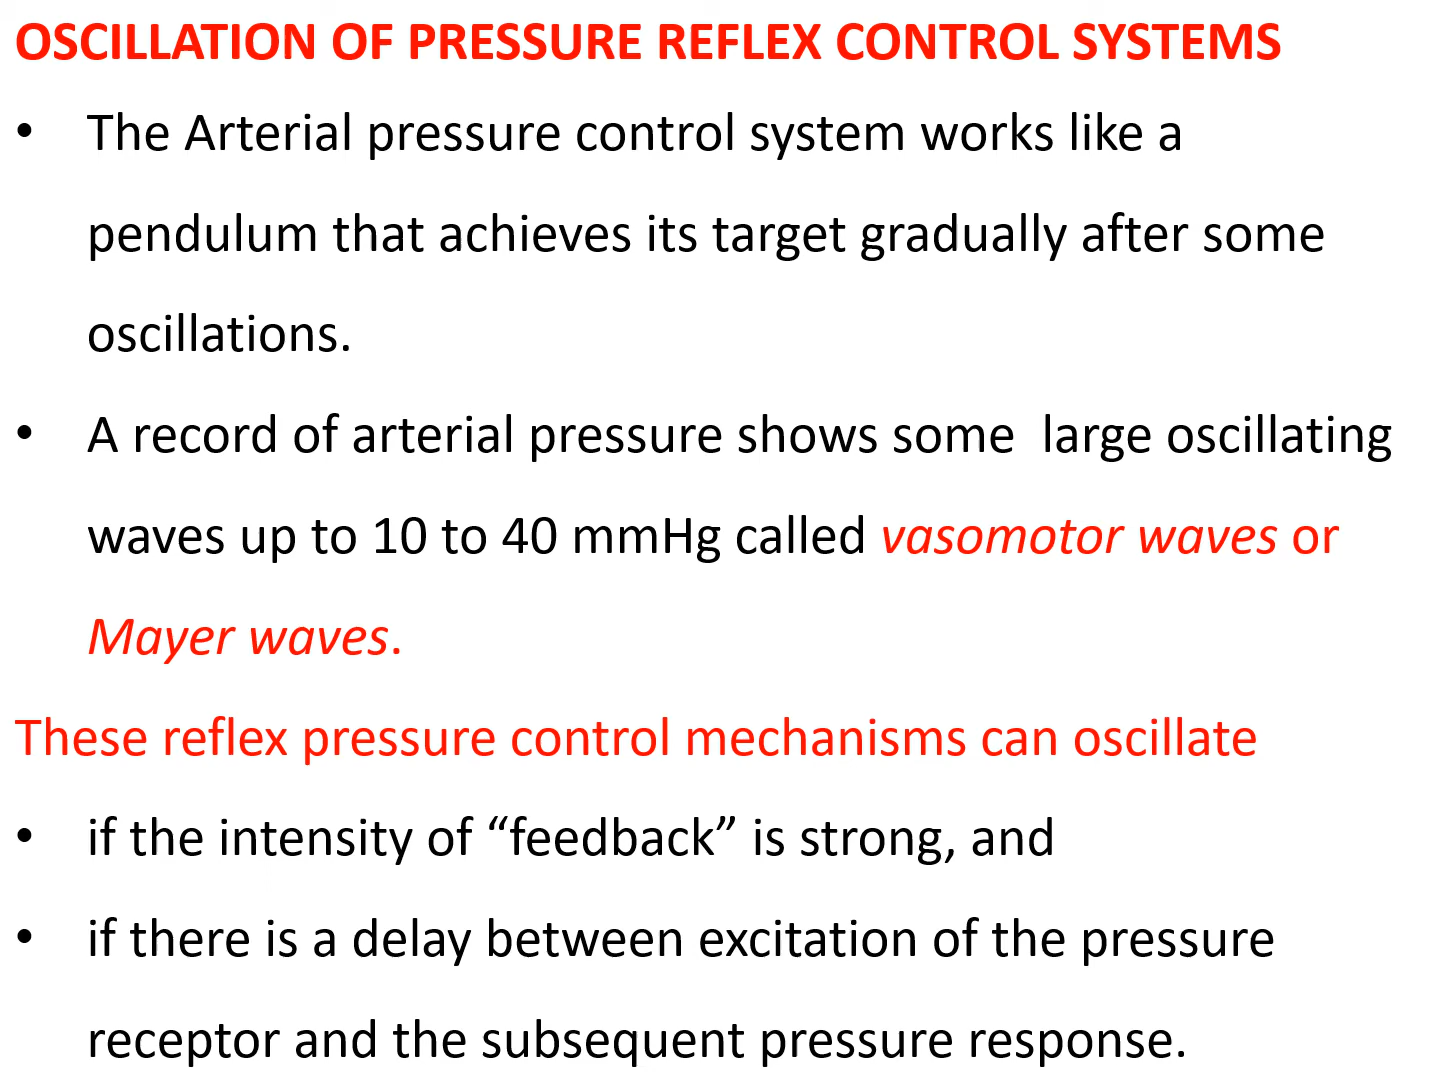 OSCILLATION OF PRESSURE REFLEX CONTROL SYSTEMS
• The Arterial pressure control system works like a
pendulum that achieves its target gradually after some
oscillations.
• A record of arterial pressure shows some  large oscillating
waves up to 10 to 40 mmHg called vasomotor waves or
Mayer waves.
These reflex pressure control mechanisms can oscillate
• if the intensity of “feedback” is strong, and
• if there is a delay between excitation of the pressure
receptor and the subsequent pressure response.